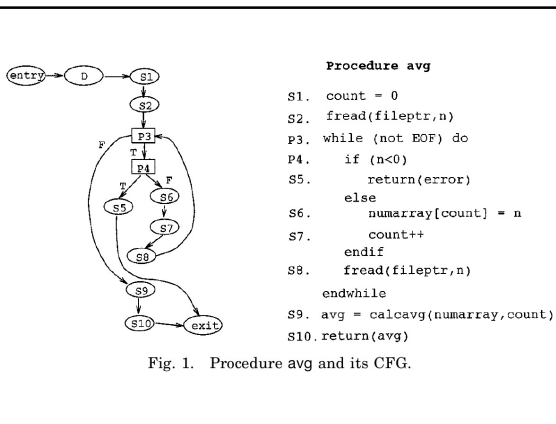 entry
D
S1
S2
P3
F
T
P4
T
F
S5
S6
S7
S8
S9
S10
exit
Procedure avg
S1. count = 0
S2. fread(fileptr,n)
P3. while (not EOF) do
P4. if (n<0)
S5. return(error)
else
S6. numarray[count] = n
S7. count++
endif
S8. fread(fileptr,n)
endwhile
S9. avg = calcavg(numarray,count)
S10. return(avg)
Fig. 1. Procedure avg and its CFG.